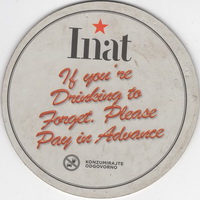 Inat
If you're
Drinking to
Forget. Please
Pay in Advance
KONZUMIRAJTE
ODGOVORNO